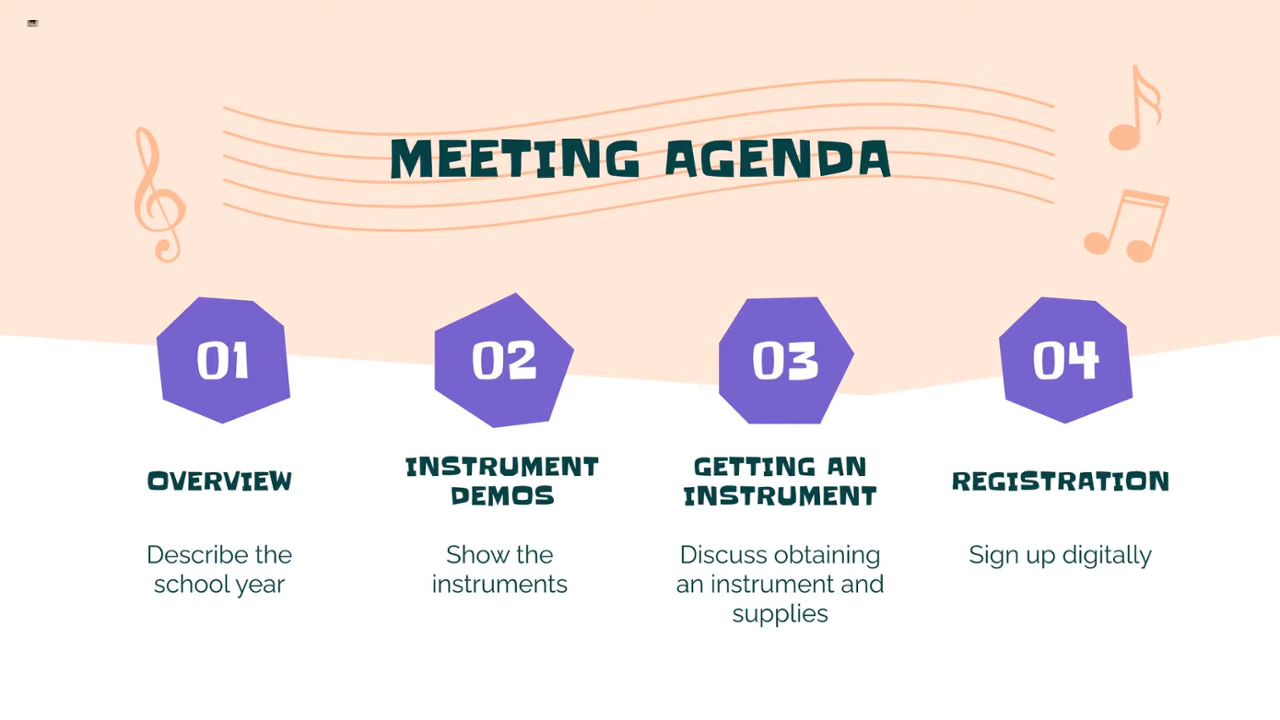 MEETING AGENDA
01
02
03
04
OVERVIEW
INSTRUMENT
DEMOS
GETTING AN
INSTRUMENT
REGISTRATION
Describe the
school year
Show the
instruments
Discuss obtaining
an instrument and
supplies
Sign up digitally